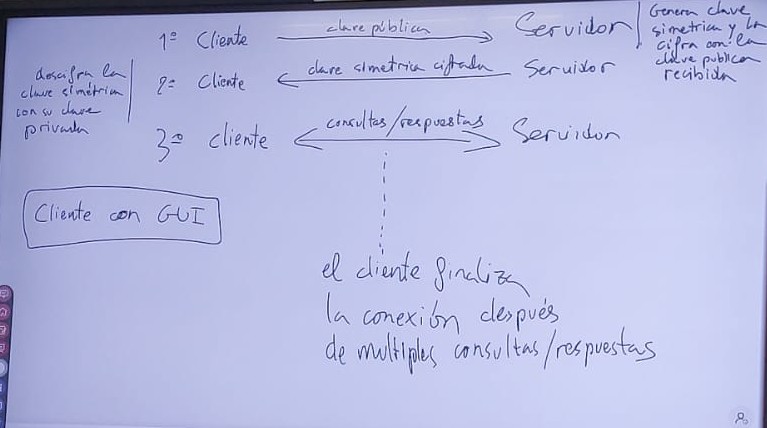 1º Cliente clave pública Servidor
Genera clave
simetrica y la
cifra con la
clave publica
recibida
2º Cliente clave simetrica cifrada Servidor
descifra la
clave simétrica
con su clave
privada
3º Cliente consultas/respuestas Servidor
Cliente con GUI
el cliente finaliza
la conexión después
de multiples consultas/respuestas